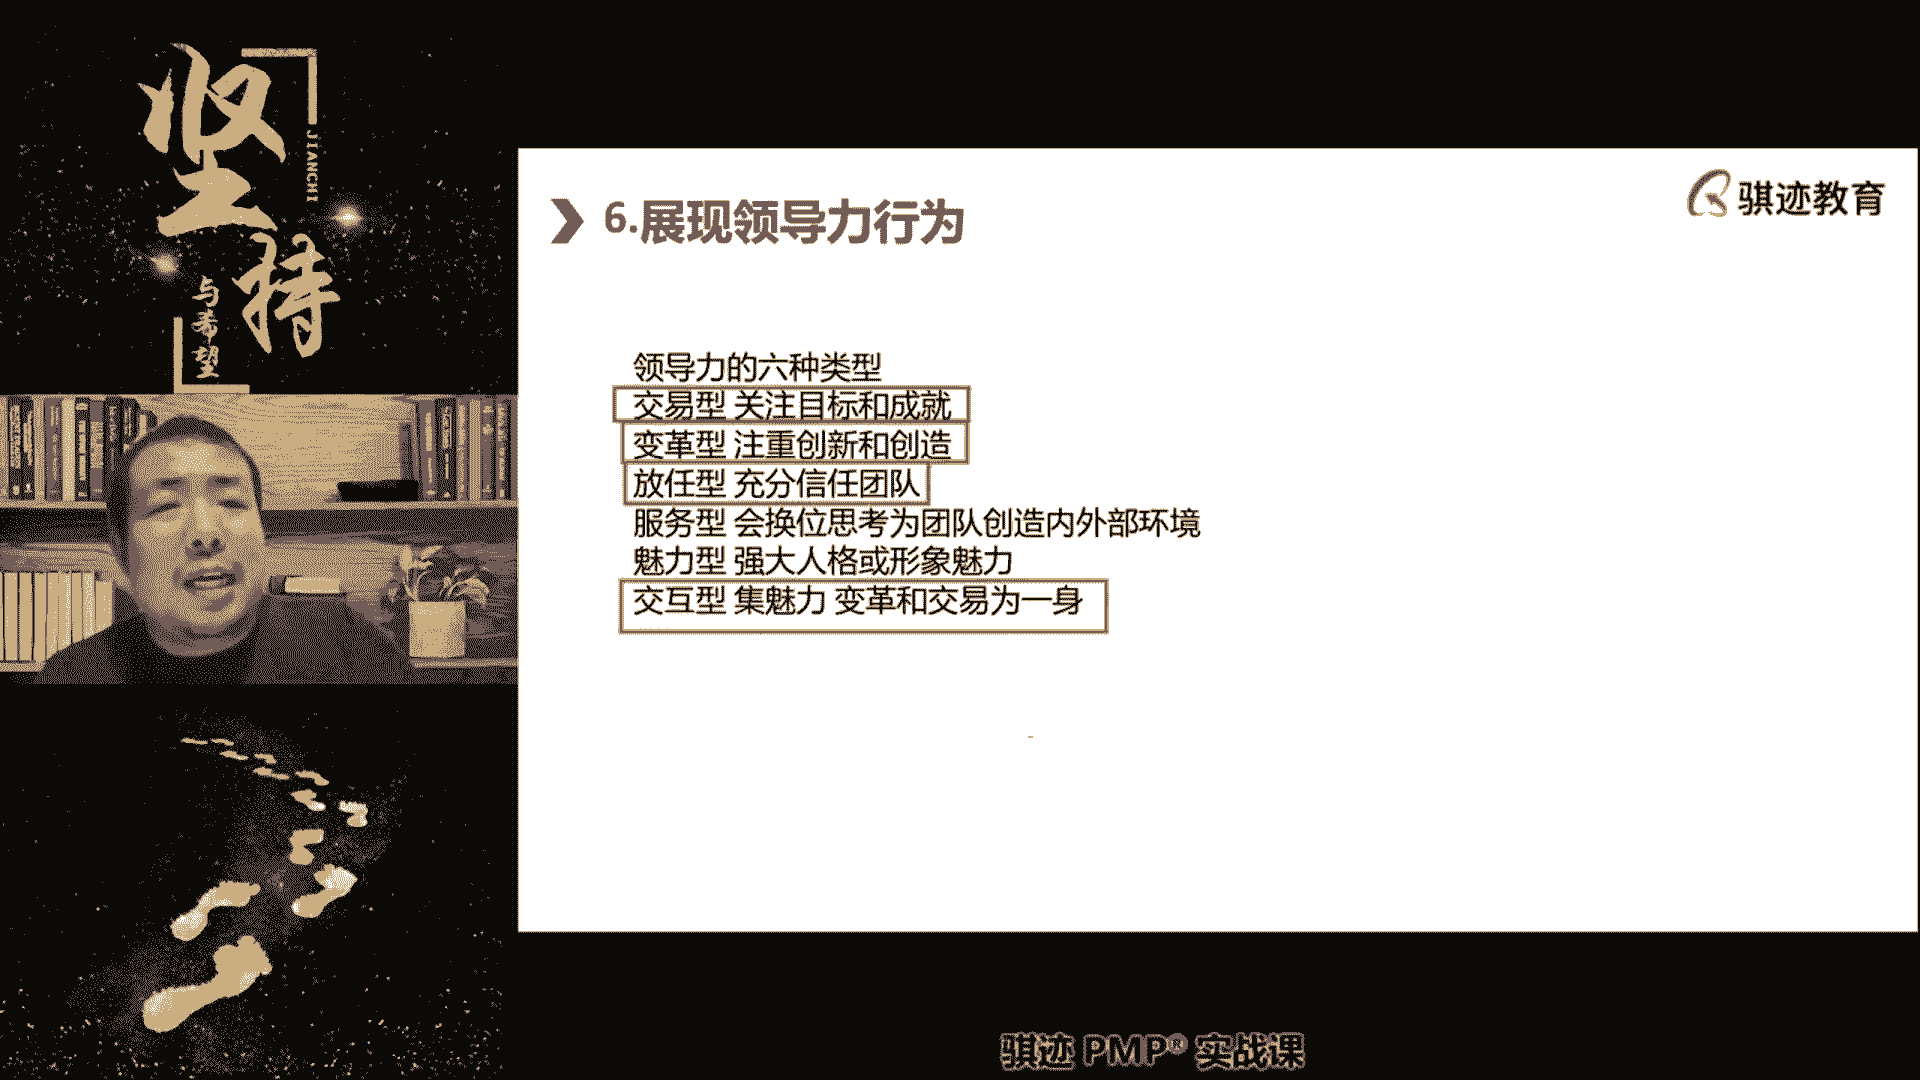 坚持
JIANCHI
与希望
骐迹教育
6.展现领导力行为
领导力的六种类型
交易型 关注目标和成就
变革型 注重创新和创造
放任型 充分信任团队
服务型 会换位思考为团队创造内外部环境
魅力型 强大人格或形象魅力
交互型 集魅力 变革和交易为一身
骐迹 PMP® 实战课